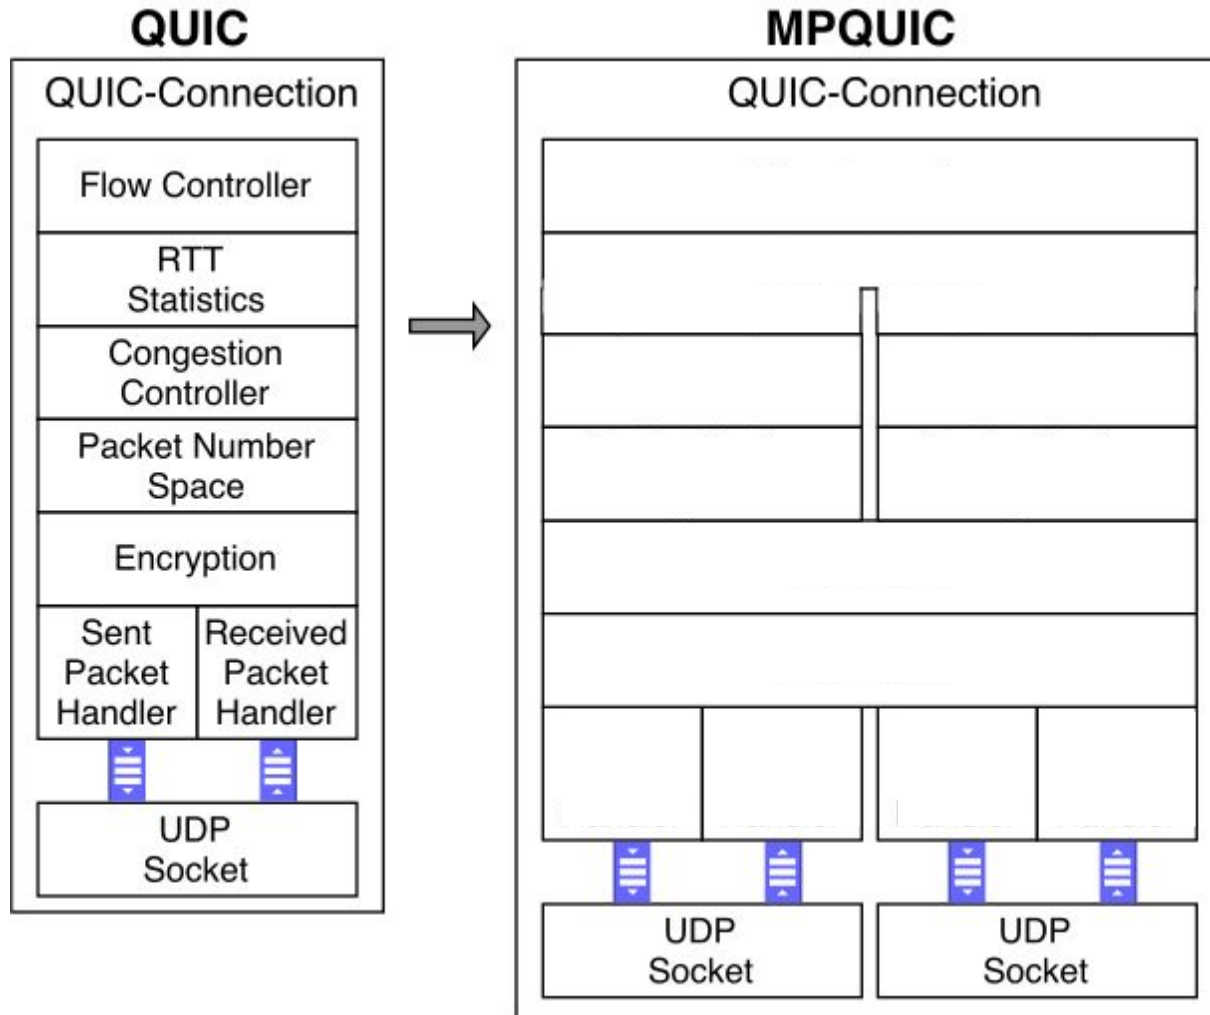 QUIC
QUIC-Connection
Flow Controller
RTT
Statistics
Congestion
Controller
Packet Number
Space
Encryption
Sent
Packet
Handler
Received
Packet
Handler
UDP
Socket
MPQUIC
QUIC-Connection
UDP
Socket
UDP
Socket